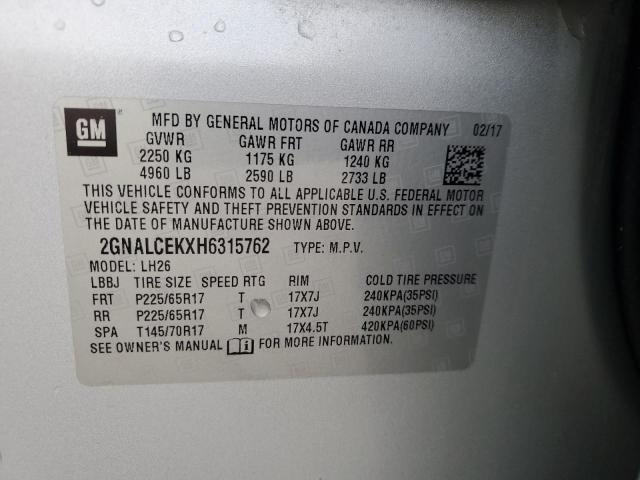 GM MFD BY GENERAL MOTORS OF CANADA COMPANY 02/17
GVWR GAWR FRT GAWR RR
2250 KG 1175 KG 1240 KG
4960 LB 2590 LB 2733 LB
THIS VEHICLE CONFORMS TO ALL APPLICABLE U.S. FEDERAL MOTOR
VEHICLE SAFETY AND THEFT PREVENTION STANDARDS IN EFFECT ON
THE DATE OF MANUFACTURE SHOWN ABOVE.
2GNALCEKXH6315762 TYPE: M.P.V.
MODEL: LH26
LBBJ TIRE SIZE SPEED RTG RIM COLD TIRE PRESSURE
FRT P225/65R17 T 17X7J 240KPA(35PSI)
RR P225/65R17 T 17X7J 240KPA(35PSI)
SPA T145/70R17 M 17X4.5T 420KPA(60PSI)
SEE OWNER'S MANUAL FOR MORE INFORMATION.